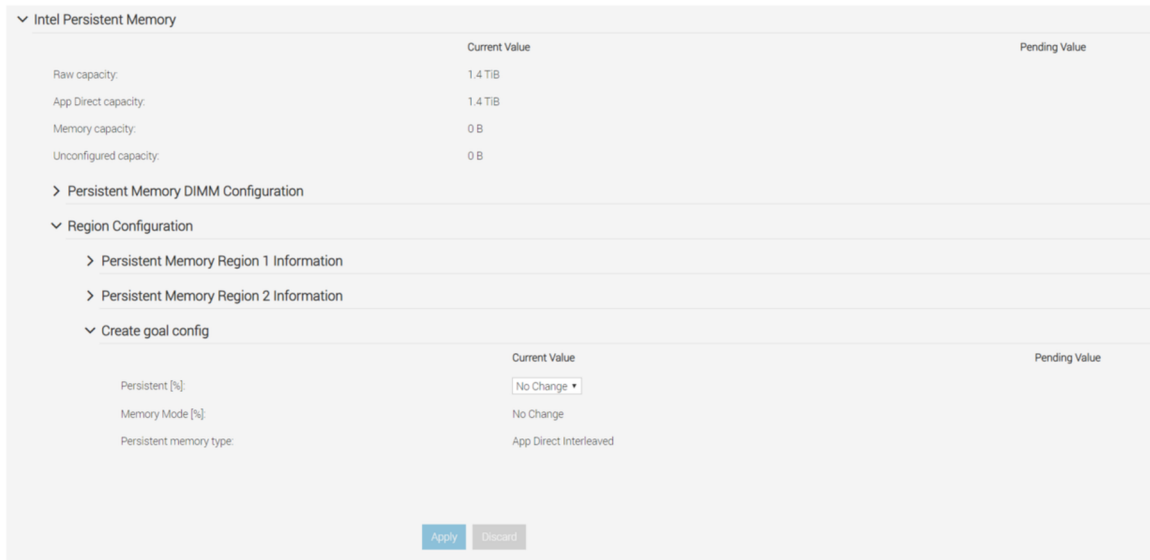 Intel Persistent Memory
Current Value Pending Value
Raw capacity: 1.4 TiB
App Direct capacity: 1.4 TiB
Memory capacity: 0 B
Unconfigured capacity: 0 B
Persistent Memory DIMM Configuration
Region Configuration
Persistent Memory Region 1 Information
Persistent Memory Region 2 Information
Create goal config
Current Value Pending Value
Persistent [%]: No Change
Memory Mode [%]: No Change
Persistent memory type: App Direct Interleaved
Apply Discard